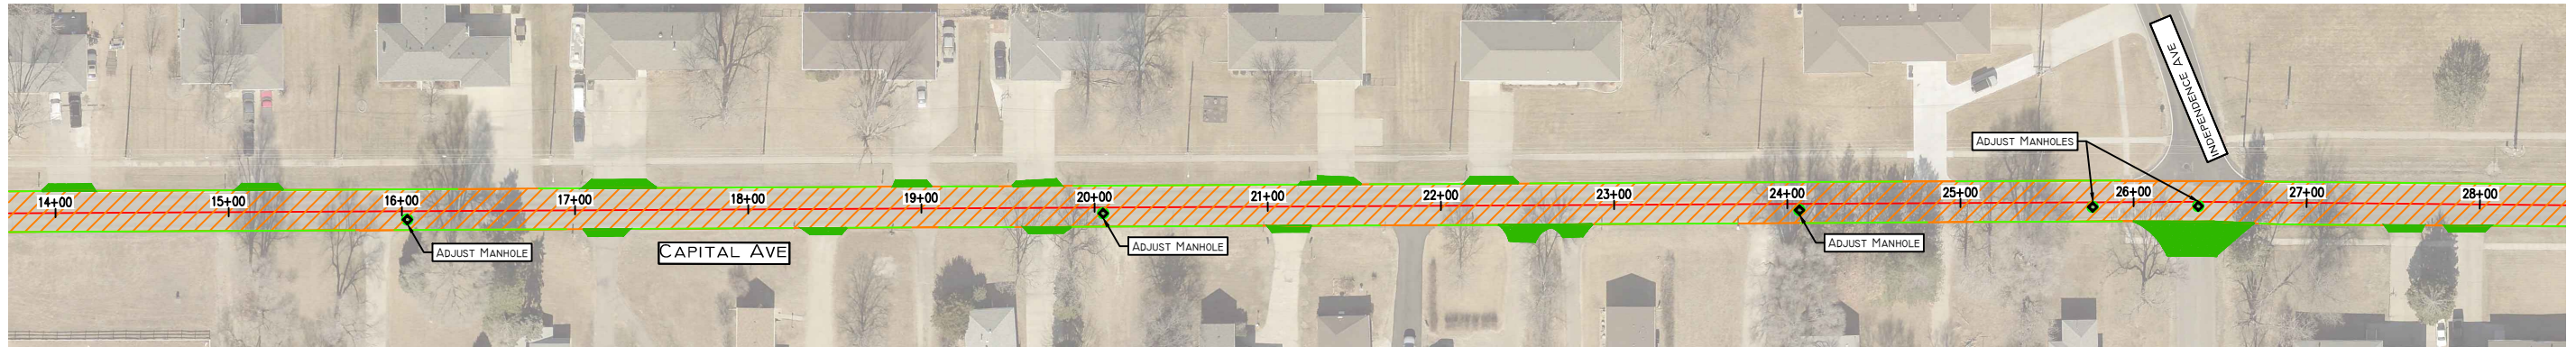 INDEPENDENCE AVE
ADJUST MANHOLES
14+00
15+00
16+00
17+00
18+00
19+00
20+00
21+00
22+00
23+00
24+00
25+00
26+00
27+00
28+00
ADJUST MANHOLE
CAPITAL AVE
ADJUST MANHOLE
ADJUST MANHOLE